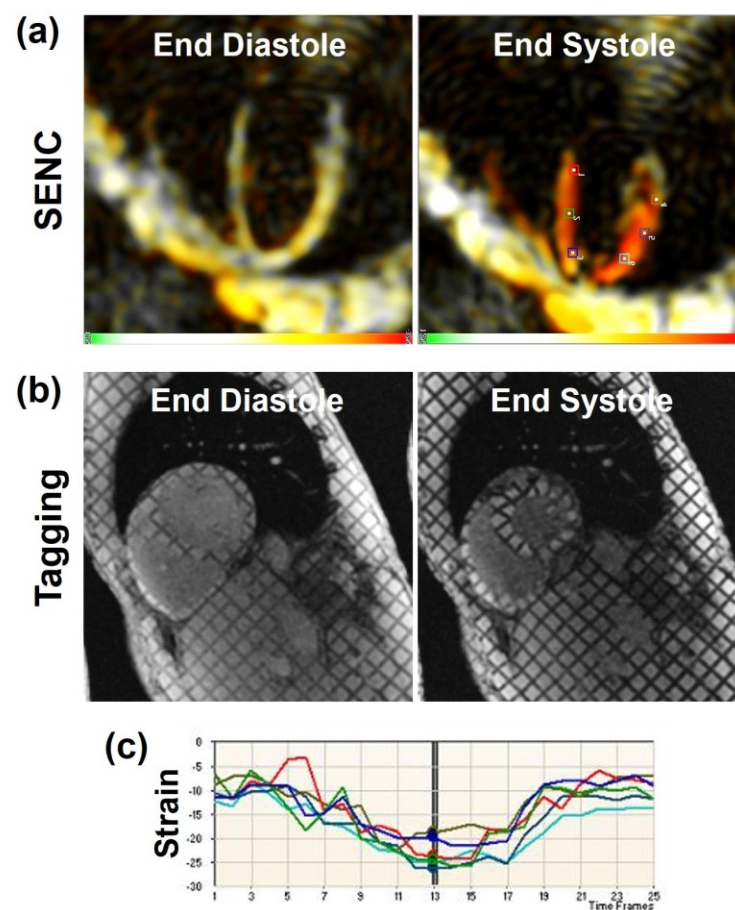 (a)
End Diastole
End Systole
SENC
(b)
End Diastole
End Systole
Tagging
(c)
Strain
0
-5
-10
-15
-20
-25
-30
1 3 5 7 9 11 13 15 17 19 21 23 25
Time Frames